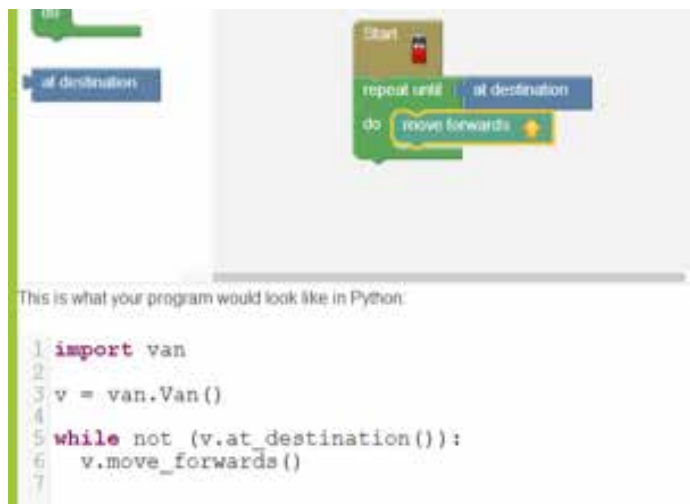 do
at destination
Start
repeat until at destination
do move forwards
This is what your program would look like in Python:
1 import van
2
3 v = van.Van()
4
5 while not (v.at_destination()):
6 v.move_forwards()
7